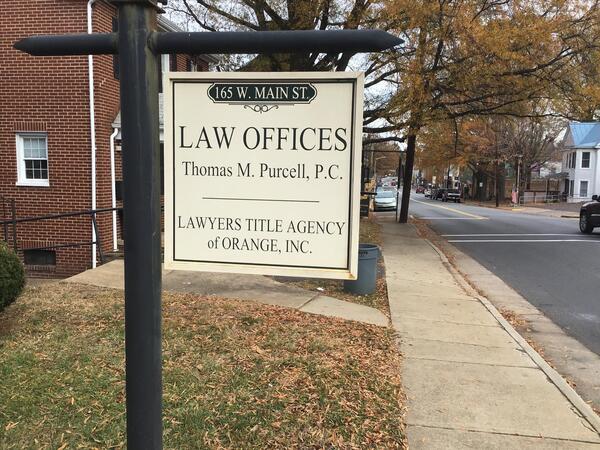 165 W. MAIN ST.
LAW OFFICES
Thomas M. Purcell, P.C.
LAWYERS TITLE AGENCY
of ORANGE, INC.